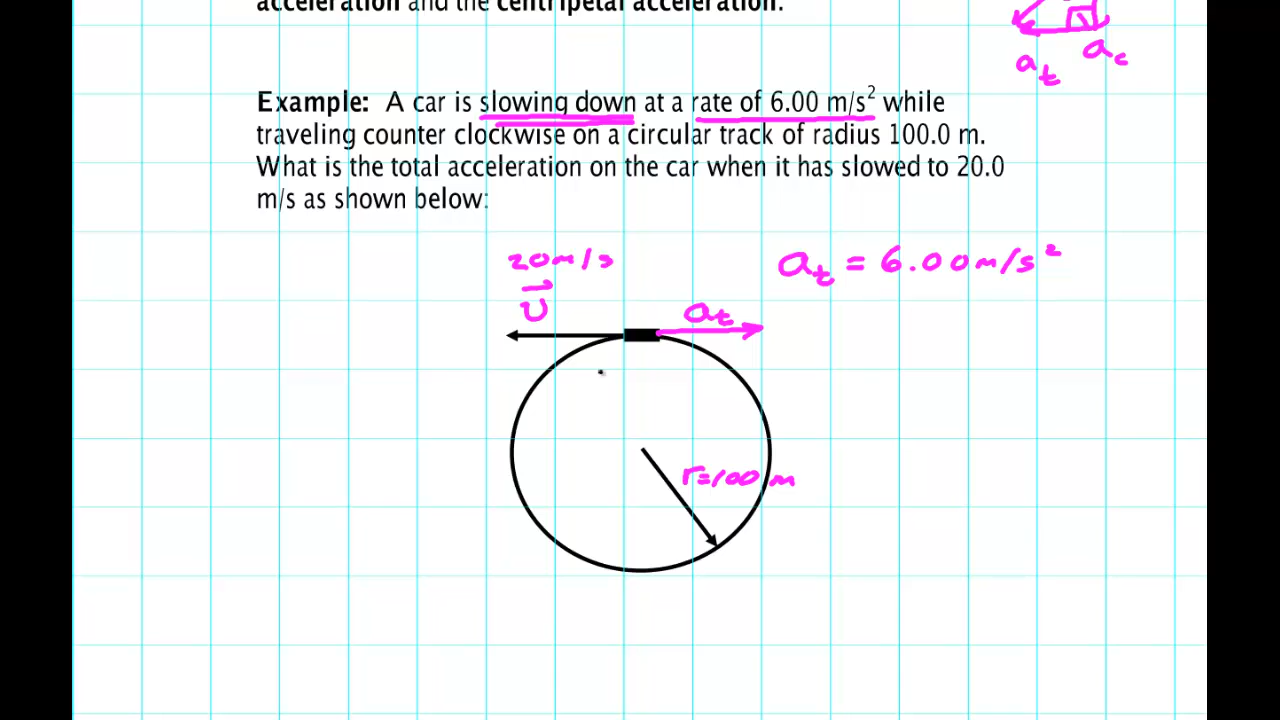 acceleration and the centripetal acceleration.
a_t a_c
Example: A car is slowing down at a rate of 6.00 m/s² while
traveling counter clockwise on a circular track of radius 100.0 m.
What is the total acceleration on the car when it has slowed to 20.0
m/s as shown below:
20m/s
a_t = 6.00m/s²
v
a_t
r=100 m